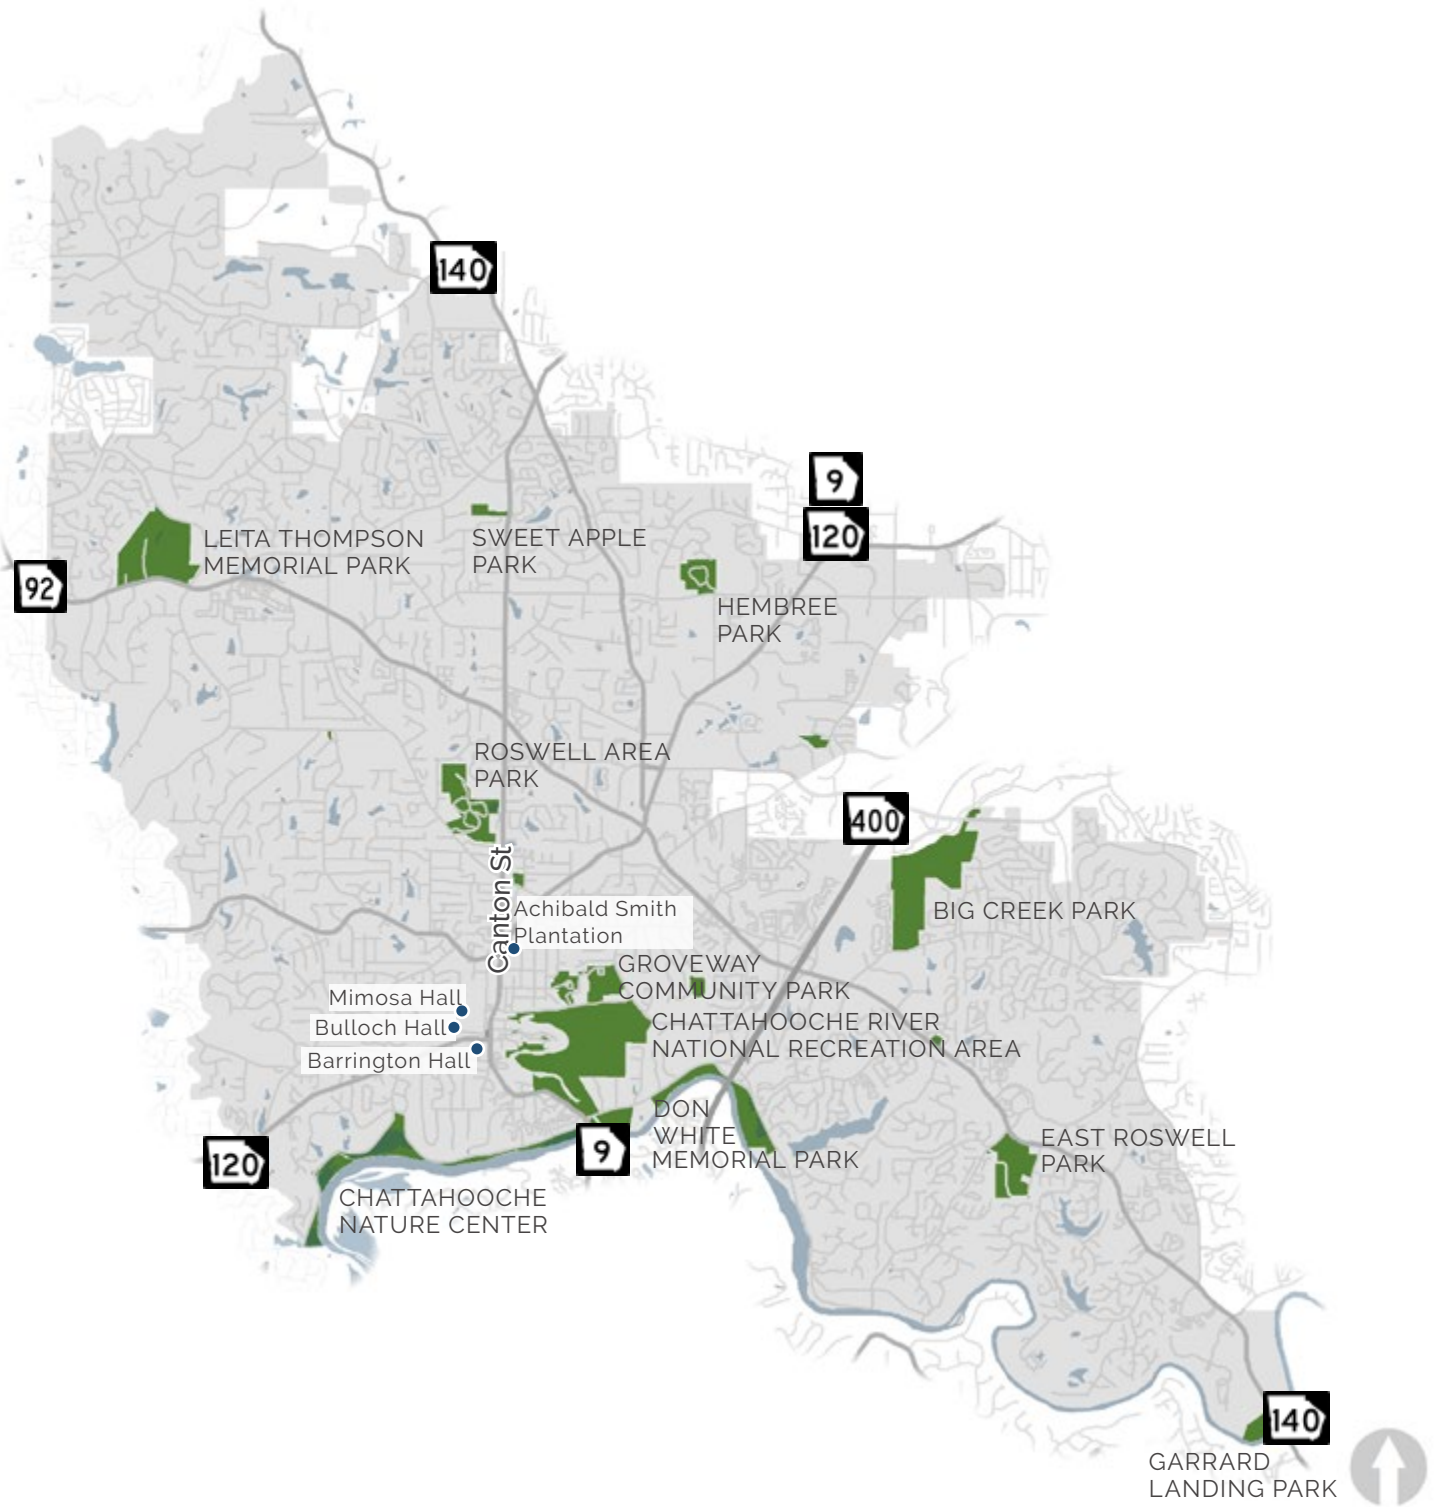 140
9
120
LEITA THOMPSON
MEMORIAL PARK
SWEET APPLE
PARK
92
HEMBREE
PARK
ROSWELL AREA
PARK
400
Canton St
Achibald Smith
Plantation
BIG CREEK PARK
GROVEWAY
COMMUNITY PARK
Mimosa Hall
Bulloch Hall
Barrington Hall
CHATTAHOOCHE RIVER
NATIONAL RECREATION AREA
DON
WHITE
MEMORIAL PARK
9
120
EAST ROSWELL
PARK
CHATTAHOOCHE
NATURE CENTER
140
GARRARD
LANDING PARK